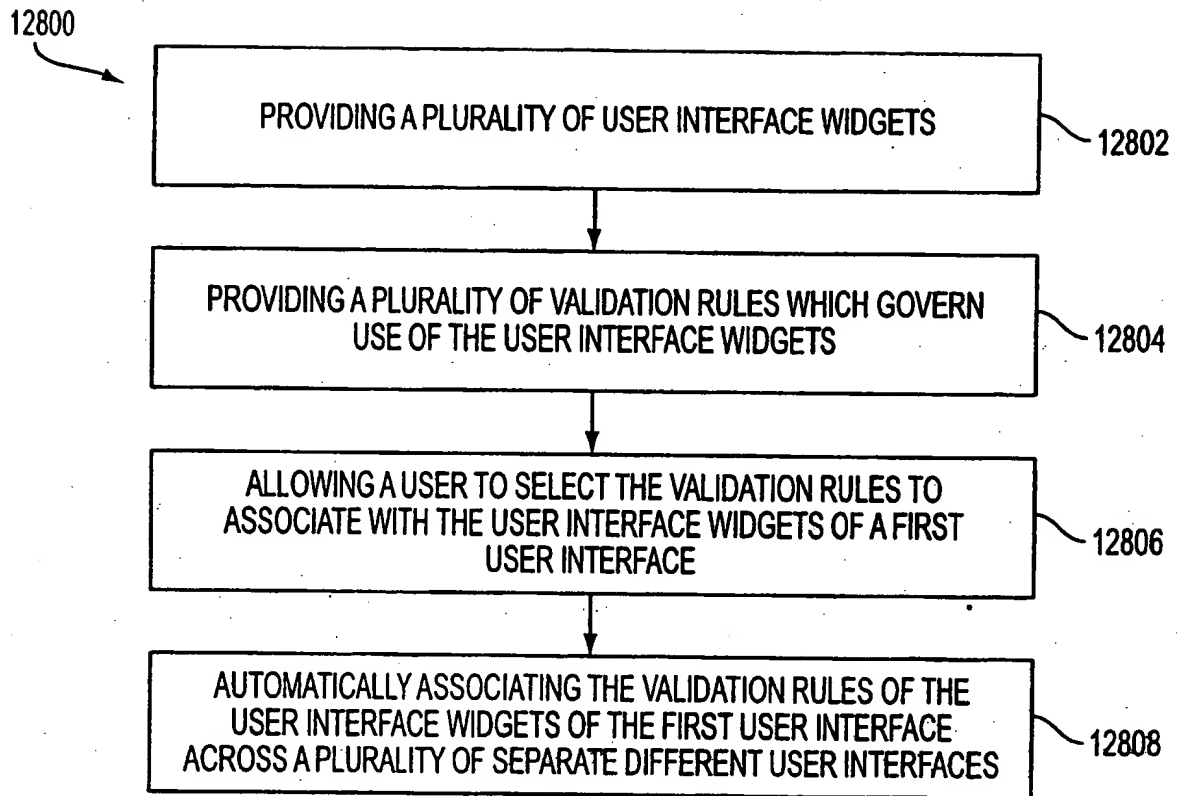 12800
PROVIDING A PLURALITY OF USER INTERFACE WIDGETS
12802
PROVIDING A PLURALITY OF VALIDATION RULES WHICH GOVERN
USE OF THE USER INTERFACE WIDGETS
12804
ALLOWING A USER TO SELECT THE VALIDATION RULES TO
ASSOCIATE WITH THE USER INTERFACE WIDGETS OF A FIRST
USER INTERFACE
12806
AUTOMATICALLY ASSOCIATING THE VALIDATION RULES OF THE
USER INTERFACE WIDGETS OF THE FIRST USER INTERFACE
ACROSS A PLURALITY OF SEPARATE DIFFERENT USER INTERFACES
12808